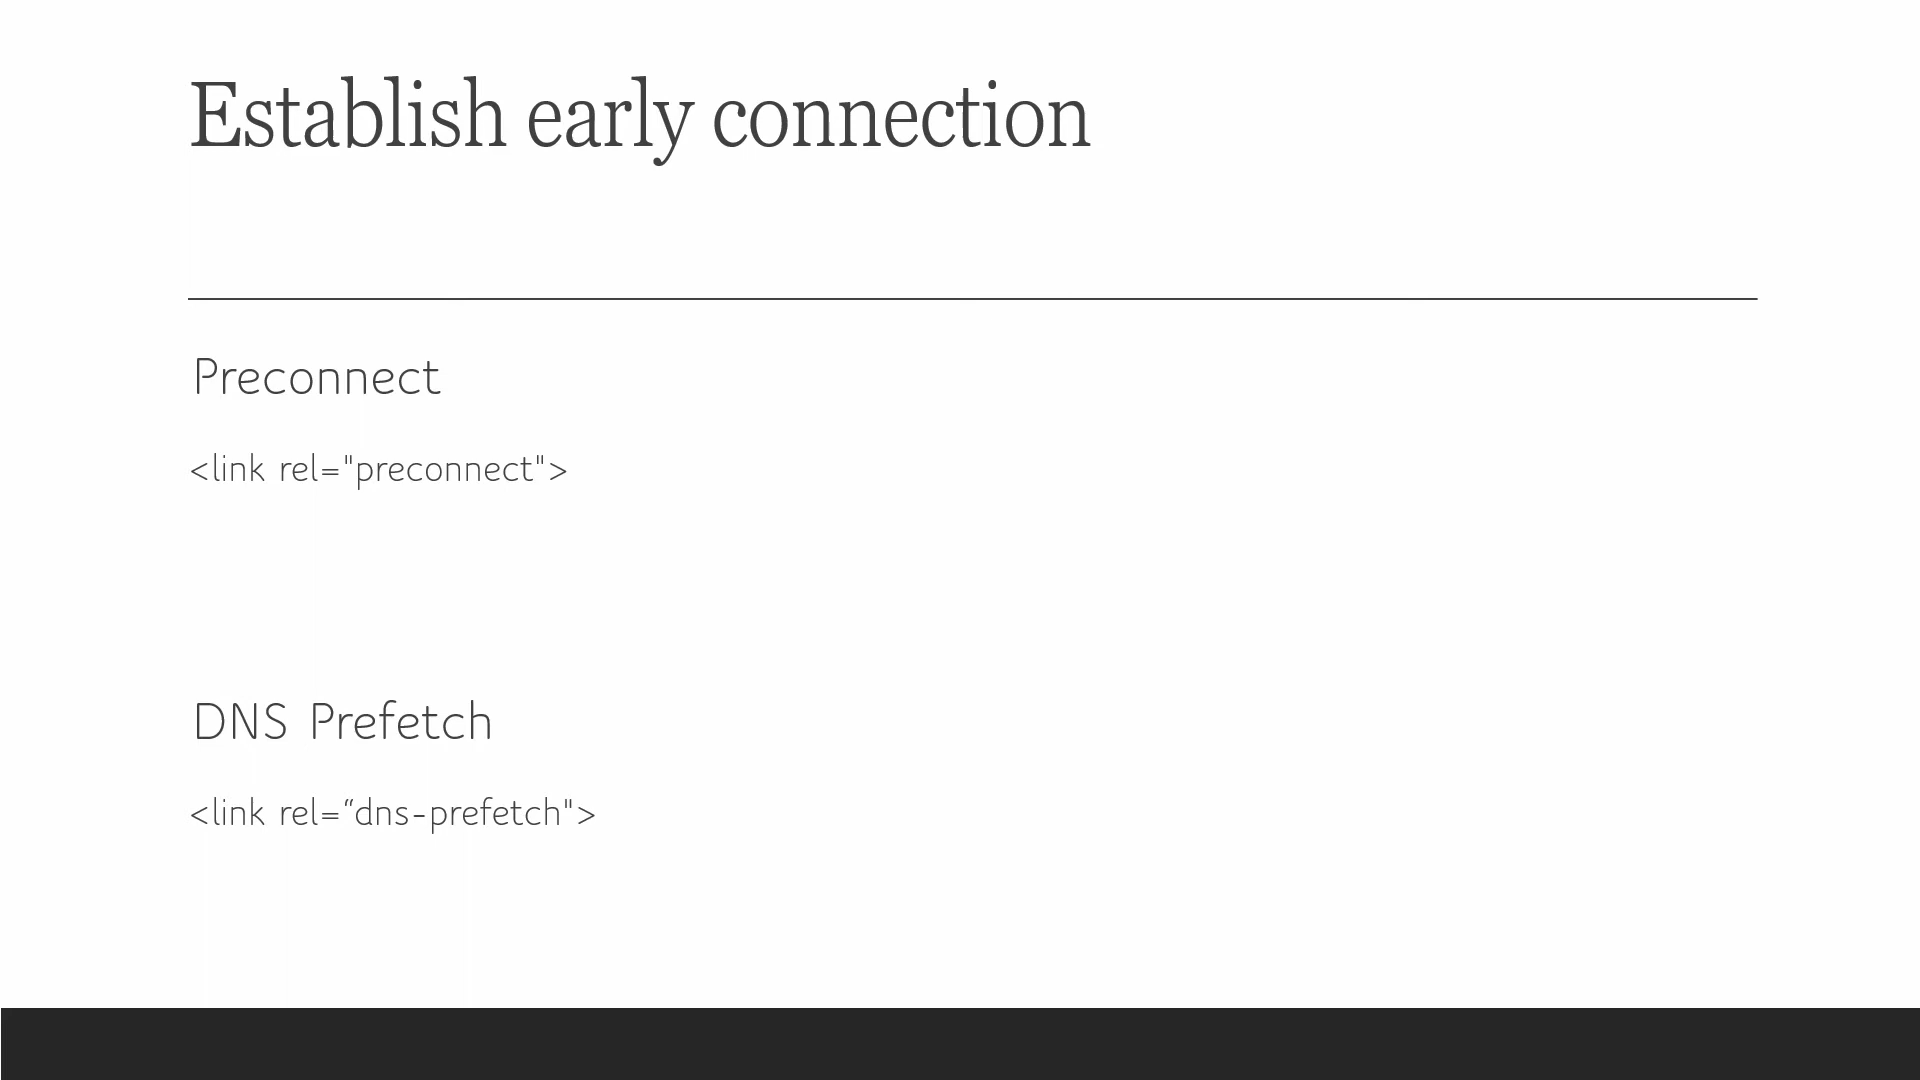 Establish early connection
Preconnect
<link rel="preconnect">
DNS Prefetch
<link rel=“dns-prefetch">